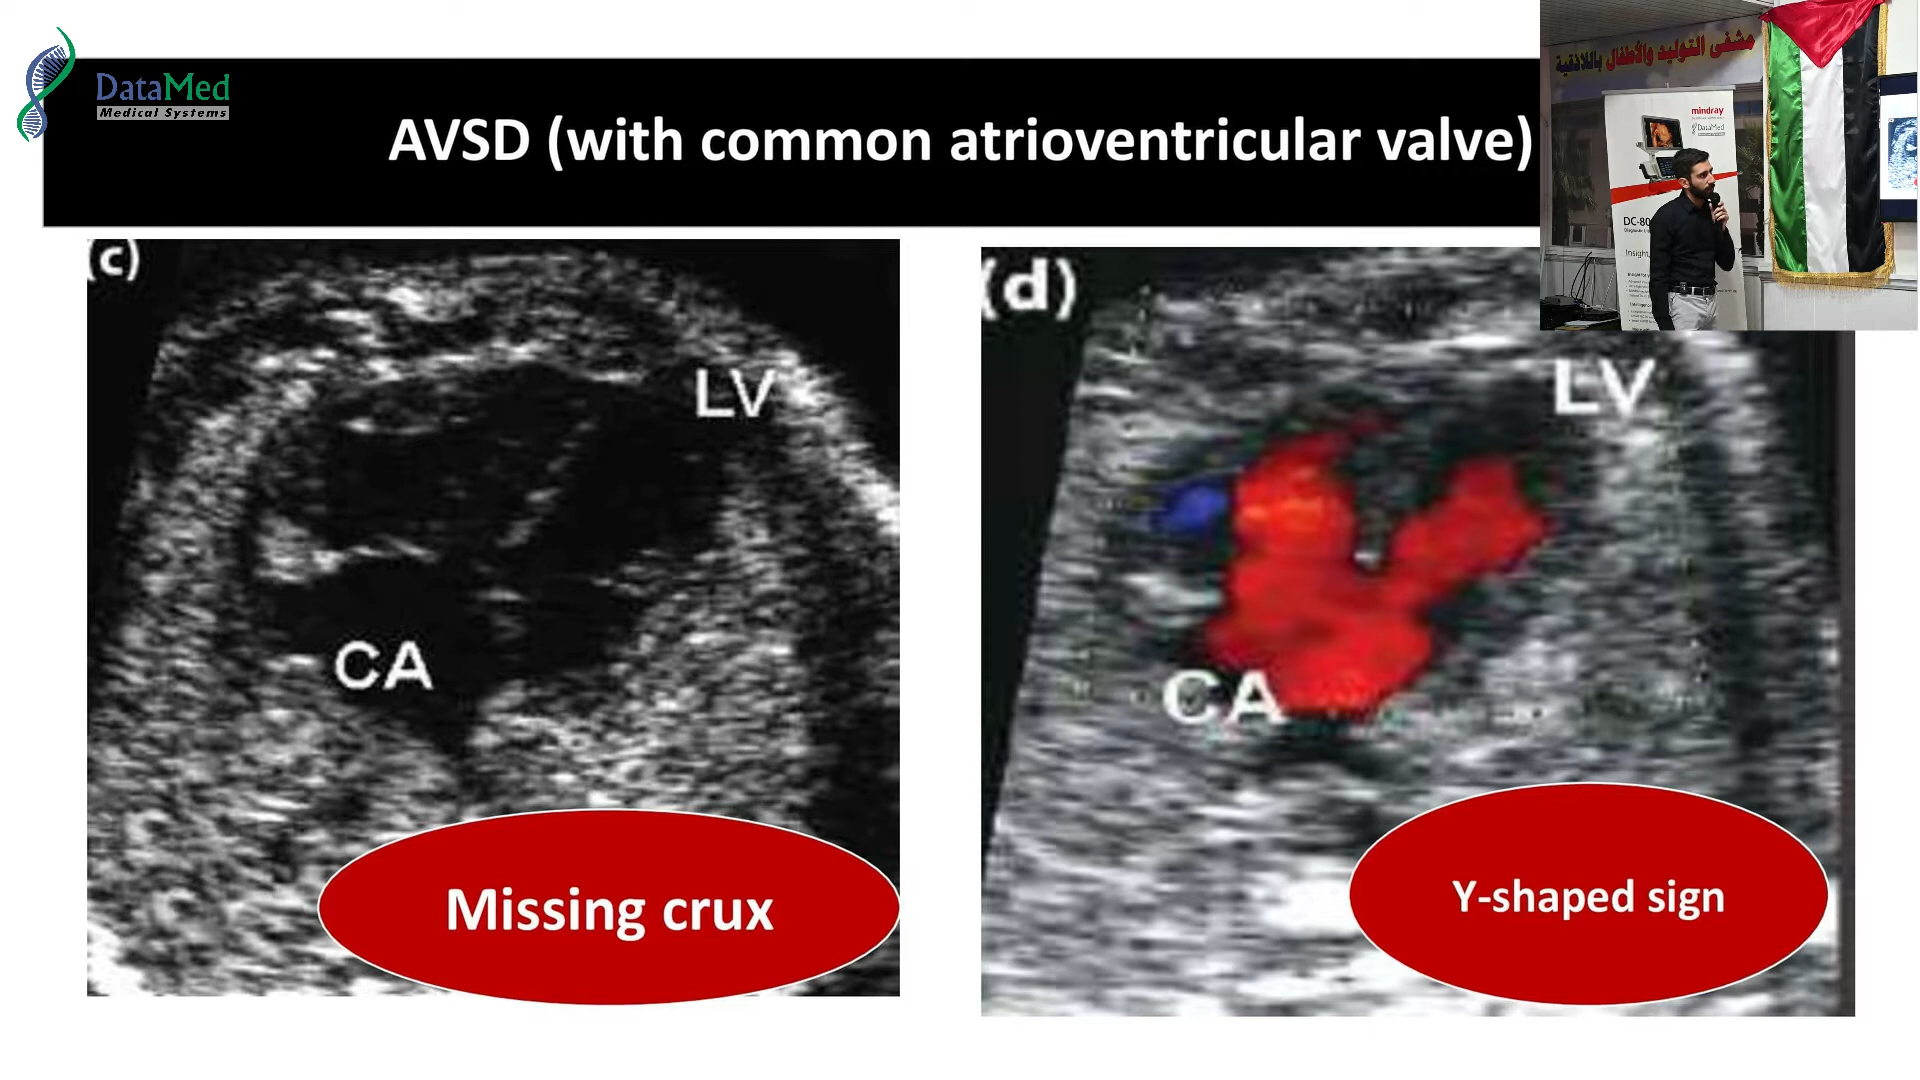 DataMed
Medical Systems
AVSD (with common atrioventricular valve)
مشفى التوليد والأطفال باللاذقية
mindray
DataMed
DC-80
Insight
(c)
LV
CA
Missing crux
(d)
LV
CA
Y-shaped sign